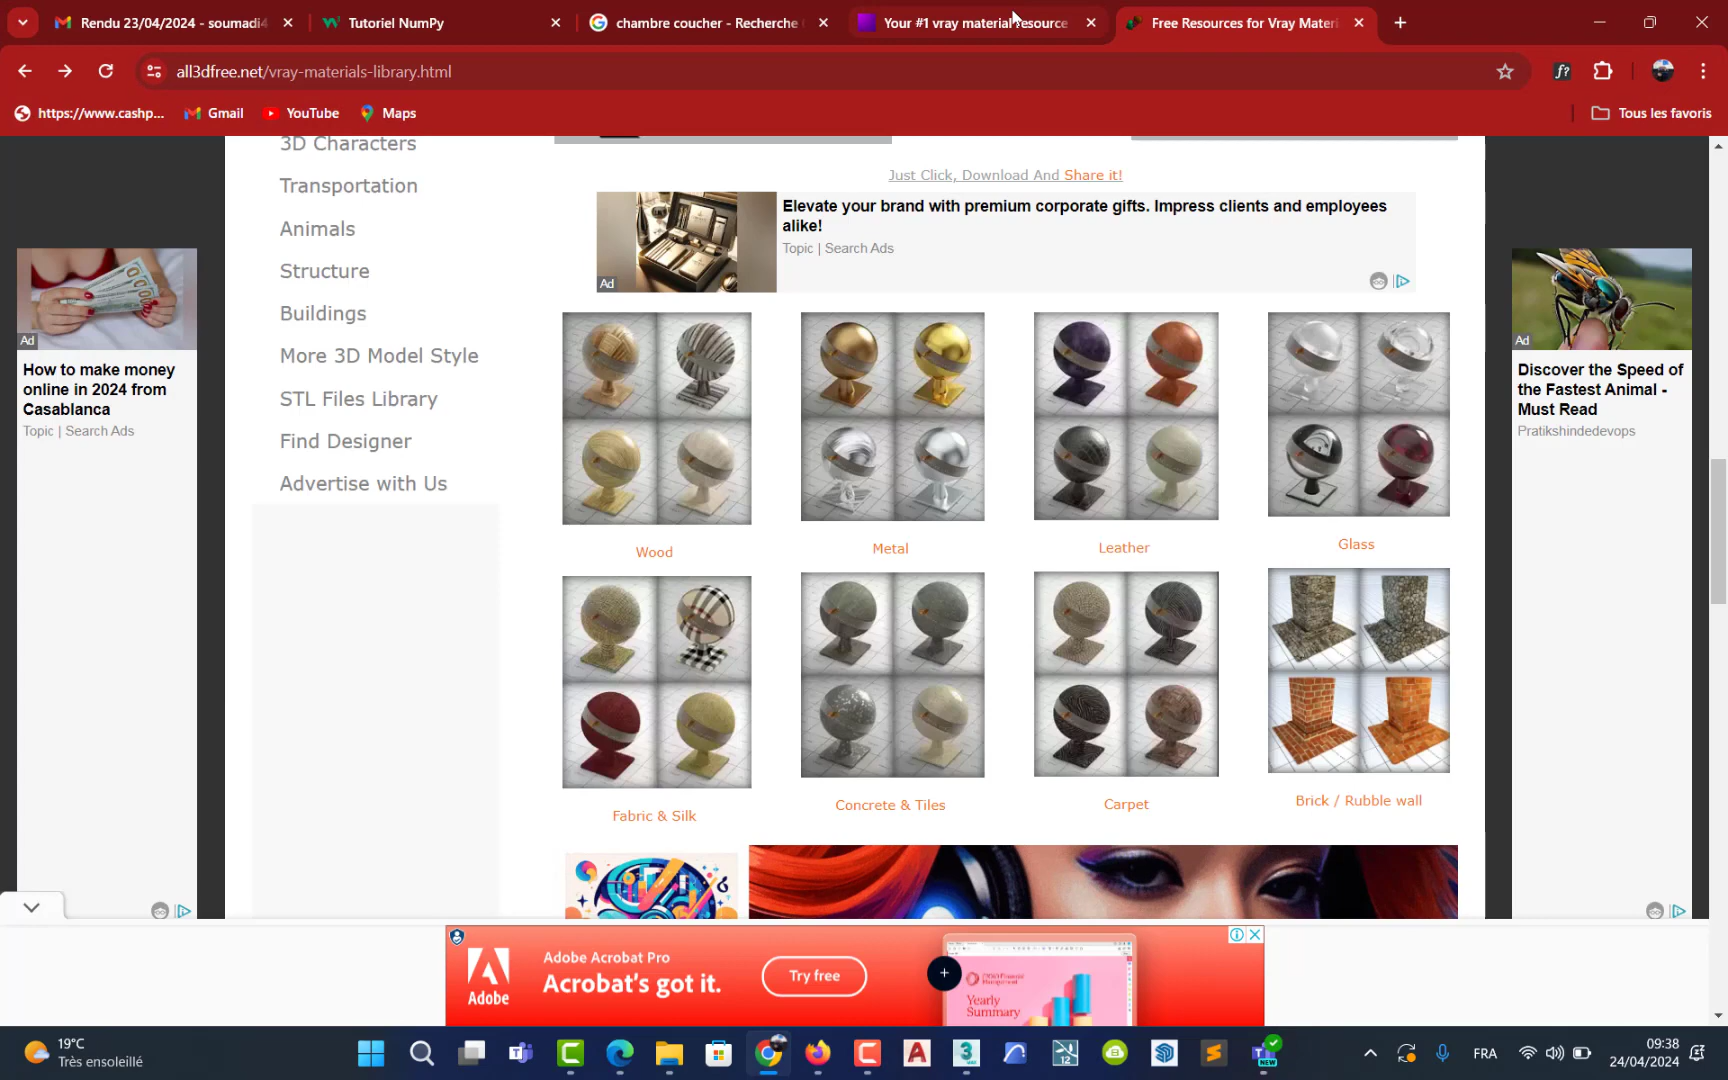 Rendu 23/04/2024 - soumadi4
Tutoriel NumPy
chambre coucher - Recherche
Your #1 vray material resource
Free Resources for Vray Materi
all3dfree.net/vray-materials-library.html
https://www.cashp...
Gmail
YouTube
Maps
Tous les favoris
3D Characters
Transportation
Animals
Structure
Buildings
More 3D Model Style
STL Files Library
Find Designer
Advertise with Us
Just Click, Download And Share it!
Elevate your brand with premium corporate gifts. Impress clients and employees
alike!
Topic | Search Ads
Ad
Ad
How to make money
online in 2024 from
Casablanca
Topic | Search Ads
Ad
Discover the Speed of
the Fastest Animal -
Must Read
Pratikshindedevops
Wood
Metal
Leather
Glass
Fabric & Silk
Concrete & Tiles
Carpet
Brick / Rubble wall
Adobe
Adobe Acrobat Pro
Acrobat's got it.
Try free
Yearly
Summary
19°C
Très ensoleillé
12
NEW
FRA
09:38
24/04/2024